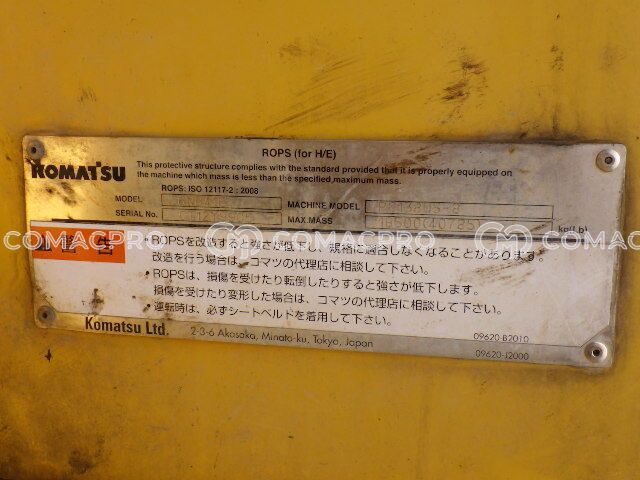 ROPS (for H/E)
KOMATSU
This protective structure complies with the standard provided that it is properly equipped on
the machine which mass is less than the specified maximum mass.
ROPS: ISO 12117-2 : 2008
MODEL MACHINE MODEL
SERIAL No. MAX.MASS kg(Lb)
COMACPRO COMACPRO COMACPRO COMACPRO
警告
・ROPSを改造すると強さが低下し、規格に適合しなくなることがあります。
改造を行う場合は、コマツの代理店に相談して下さい。
・ROPSは、損傷を受けたり転倒したりすると強さが低下します。
損傷を受けたり変形した場合は、コマツの代理店に相談して下さい。
・運転時は、必ずシートベルドを着用して下さい。
Komatsu Ltd. 2-3-6 Akasaka, Minato-ku, Tokyo, Japan
09620-B2010
09620-J2000